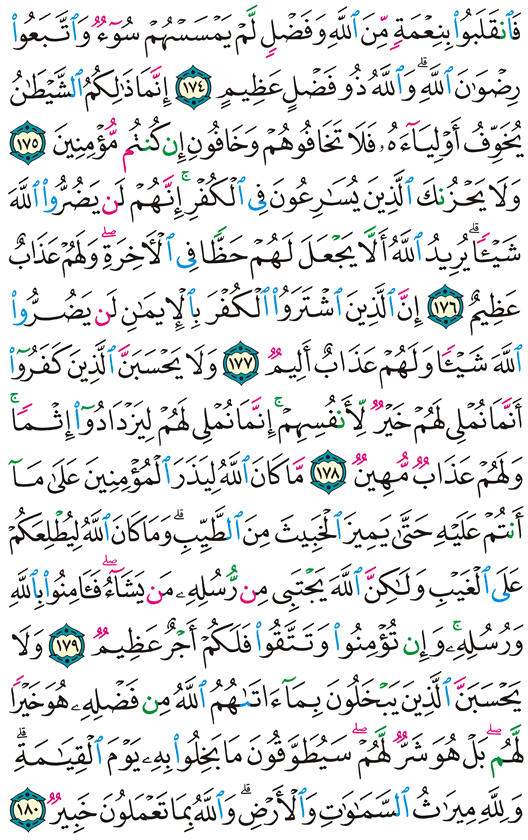 فَٱنقَلَبُوا۟ بِنِعۡمَةٍ مِّنَ ٱللَّهِ وَفَضۡلٍ لَّمۡ يَمۡسَسۡهُمۡ سُوٓءٌ وَٱتَّبَعُوا۟
رِضۡوَٰنَ ٱللَّهِۗ وَٱللَّهُ ذُو فَضۡلٍ عَظِيمٍ ١٧٤ إِنَّمَا ذَٰلِكُمُ ٱلشَّيۡطَٰنُ
يُخَوِّفُ أَوۡلِيَآءَهُۥ فَلَا تَخَافُوهُمۡ وَخَافُونِ إِن كُنتُم مُّؤۡمِنِينَ ١٧٥
وَلَا يَحۡزُنكَ ٱلَّذِينَ يُسَٰرِعُونَ فِي ٱلۡكُفۡرِۚ إِنَّهُمۡ لَن يَضُرُّوا۟ ٱللَّهَ
شَيۡـًٔاۗ يُرِيدُ ٱللَّهُ أَلَّا يَجۡعَلَ لَهُمۡ حَظًّا فِي ٱلۡأٓخِرَةِۖ وَلَهُمۡ عَذَابٌ
عَظِيمٌ ١٧٦ إِنَّ ٱلَّذِينَ ٱشۡتَرَوُا۟ ٱلۡكُفۡرَ بِٱلۡإِيمَٰنِ لَن يَضُرُّوا۟
ٱللَّهَ شَيۡـًٔا وَلَهُمۡ عَذَابٌ أَلِيمٌ ١٧٧ وَلَا يَحۡسَبَنَّ ٱلَّذِينَ كَفَرُوٓا۟
أَنَّمَا نُمۡلِي لَهُمۡ خَيۡرٌ لِّأَنفُسِهِمۡۚ إِنَّمَا نُمۡلِي لَهُمۡ لِيَزۡدَادُوٓا۟ إِثۡمًاۚ
وَلَهُمۡ عَذَابٌ مُّهِينٌ ١٧٨ مَّا كَانَ ٱللَّهُ لِيَذَرَ ٱلۡمُؤۡمِنِينَ عَلَىٰ مَآ
أَنتُمۡ عَلَيۡهِ حَتَّىٰ يَمِيزَ ٱلۡخَبِيثَ مِنَ ٱلطَّيِّبِۗ وَمَا كَانَ ٱللَّهُ لِيُطۡلِعَكُمۡ
عَلَى ٱلۡغَيۡبِ وَلَٰكِنَّ ٱللَّهَ يَجۡتَبِي مِن رُّسُلِهِۦ مَن يَشَآءُۖ فَـَٔامِنُوا۟ بِٱللَّهِ
وَرُسُلِهِۦۚ وَإِن تُؤۡمِنُوا۟ وَتَتَّقُوا۟ فَلَكُمۡ أَجۡرٌ عَظِيمٌ ١٧٩ وَلَا
يَحۡسَبَنَّ ٱلَّذِينَ يَبۡخَلُونَ بِمَآ ءَاتَىٰهُمُ ٱللَّهُ مِن فَضۡلِهِۦ هُوَ خَيۡرًا
لَّهُمۖ بَلۡ هُوَ شَرٌّ لَّهُمۡۖ سَيُطَوَّقُونَ مَا بَخِلُوا۟ بِهِۦ يَوۡمَ ٱلۡقِيَٰمَةِۗ
وَلِلَّهِ مِيرَٰثُ ٱلسَّمَٰوَٰتِ وَٱلۡأَرۡضِۗ وَٱللَّهُ بِمَا تَعۡمَلُونَ خَبِيرٌ ١٨٠